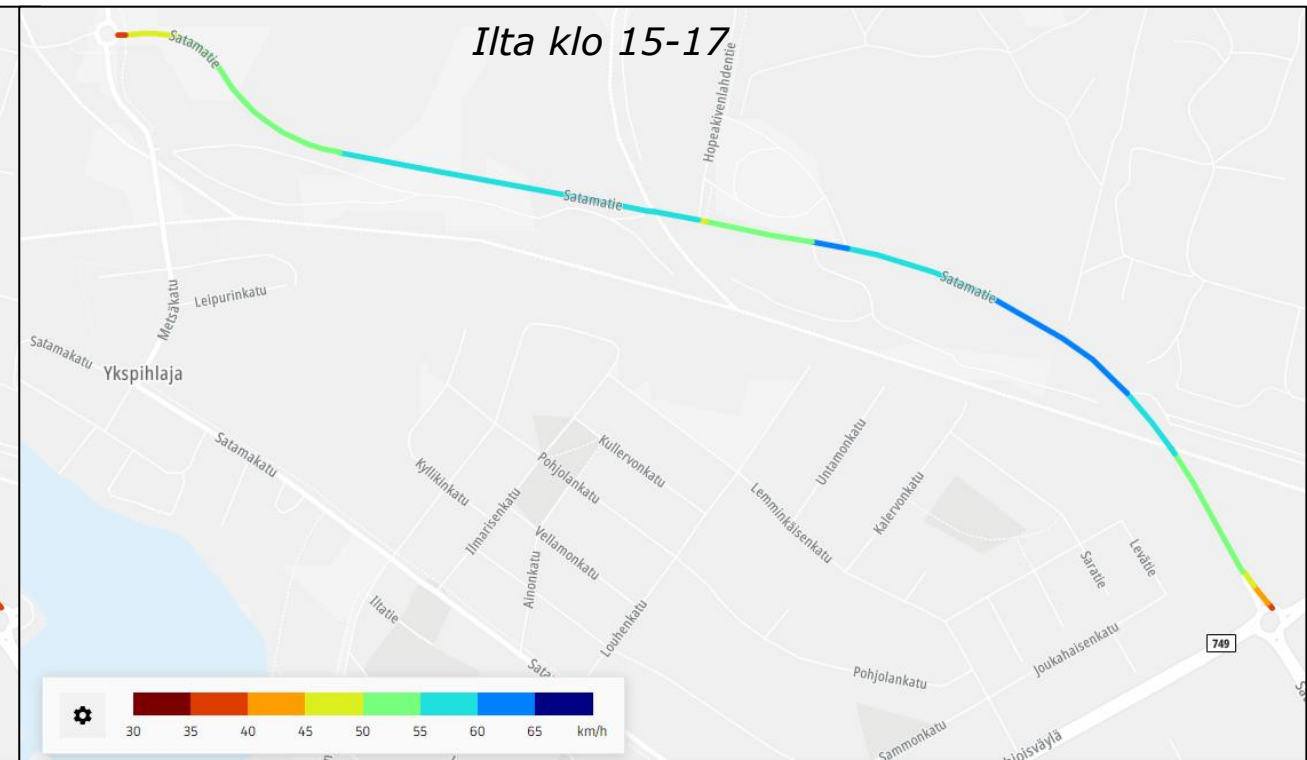 Ilta klo 15-17
Satamatie
Hopeakivenlahdentie
Satamatie
Satamatie
Metsäkatu
Leipurinkatu
Satamakatu
Ykspihlaja
Satamakatu
Kyllikinkatu
Ilmarisenkatu
Pohjolankatu
Kullervonkatu
Vellamonkatu
Ainonkatu
Louhenkatu
Iltatie
Lemminkäisenkatu
Untamonkatu
Kalervonkatu
Saratie
Levätie
749
Joukahaisenkatu
Pohjolankatu
Sammonkatu
30 35 40 45 50 55 60 65 km/h